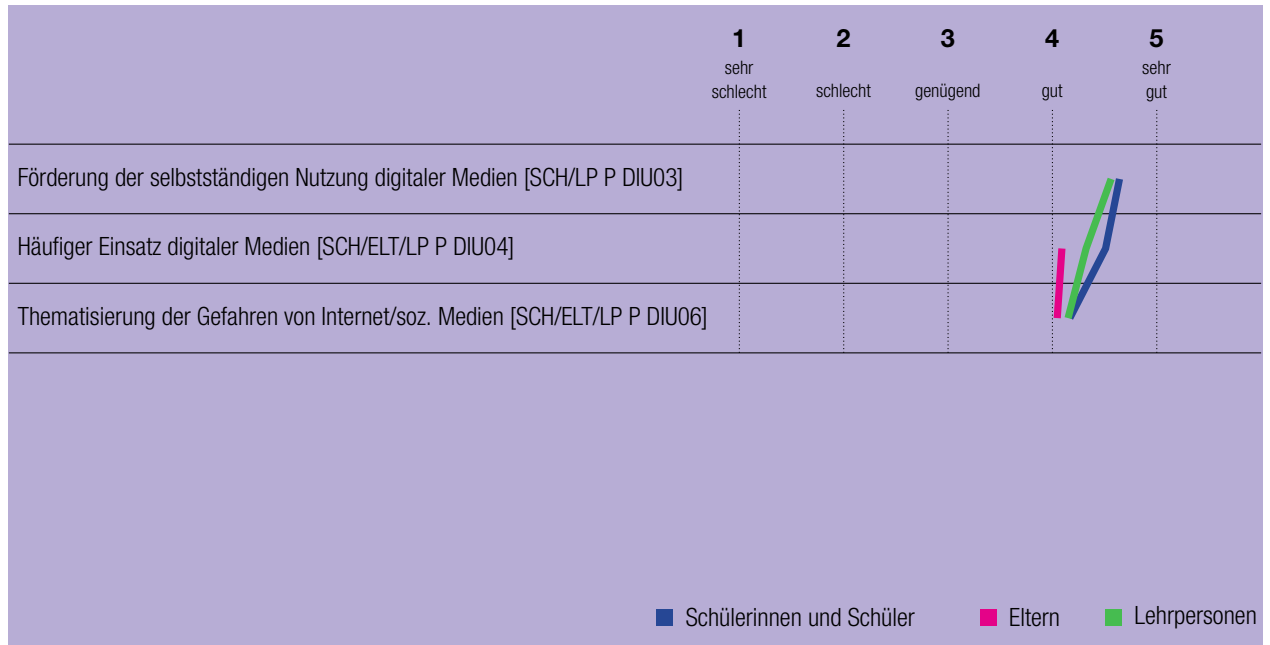 1 2 3 4 5
sehr sehr
schlecht schlecht genügend gut gut
Förderung der selbstständigen Nutzung digitaler Medien [SCH/LP P DIU03]
Häufiger Einsatz digitaler Medien [SCH/ELT/LP P DIU04]
Thematisierung der Gefahren von Internet/soz. Medien [SCH/ELT/LP P DIU06]
Schülerinnen und Schüler Eltern Lehrpersonen